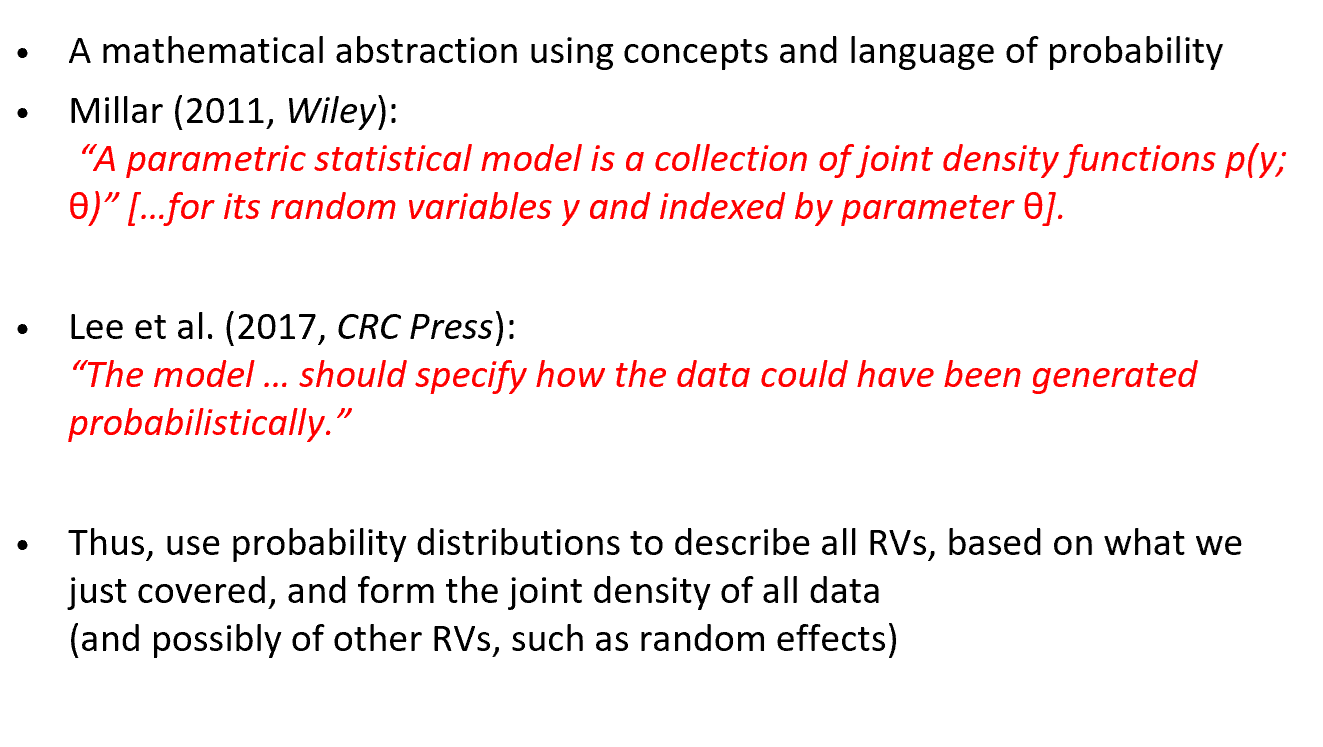 • A mathematical abstraction using concepts and language of probability
• Millar (2011, Wiley):
“A parametric statistical model is a collection of joint density functions p(y;
θ)” […for its random variables y and indexed by parameter θ].
• Lee et al. (2017, CRC Press):
“The model … should specify how the data could have been generated
probabilistically.”
• Thus, use probability distributions to describe all RVs, based on what we
just covered, and form the joint density of all data
(and possibly of other RVs, such as random effects)